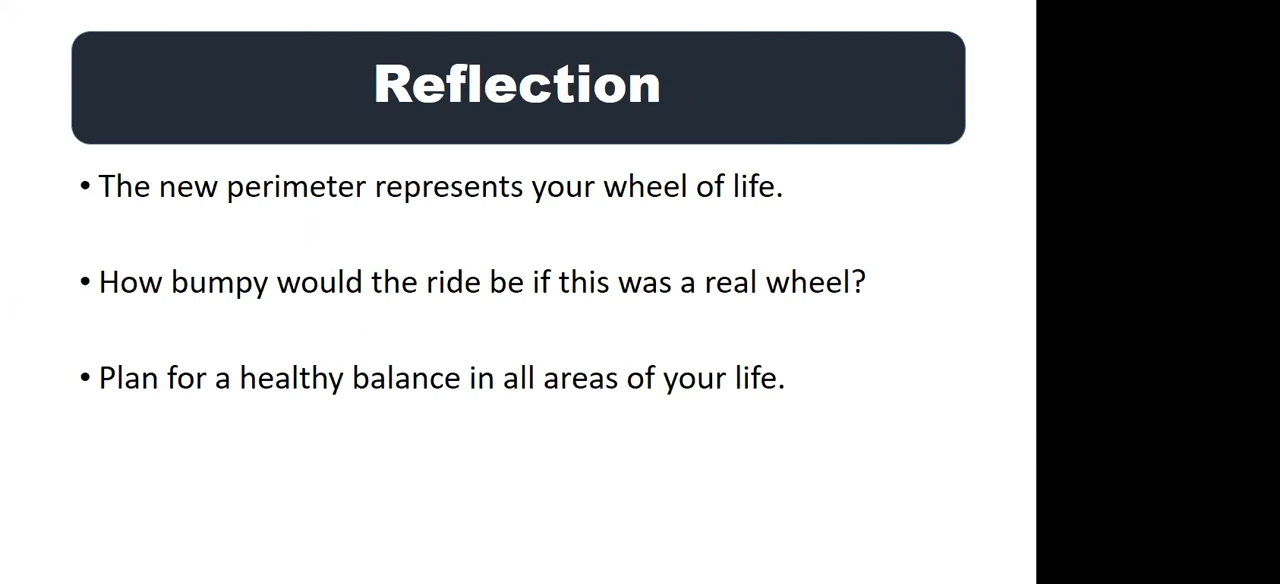 Reflection
• The new perimeter represents your wheel of life.
• How bumpy would the ride be if this was a real wheel?
• Plan for a healthy balance in all areas of your life.